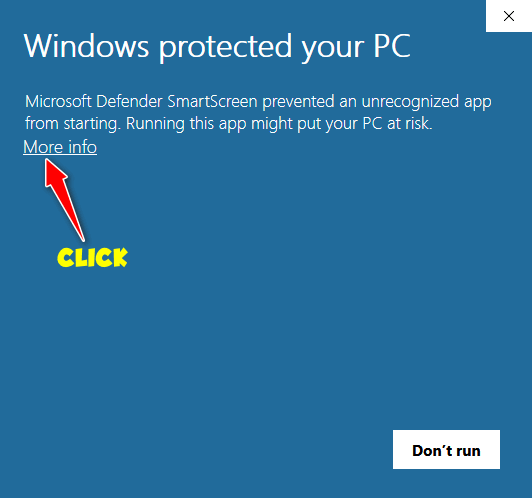 Windows protected your PC
Microsoft Defender SmartScreen prevented an unrecognized app
from starting. Running this app might put your PC at risk.
More info
CLICK
Don't run